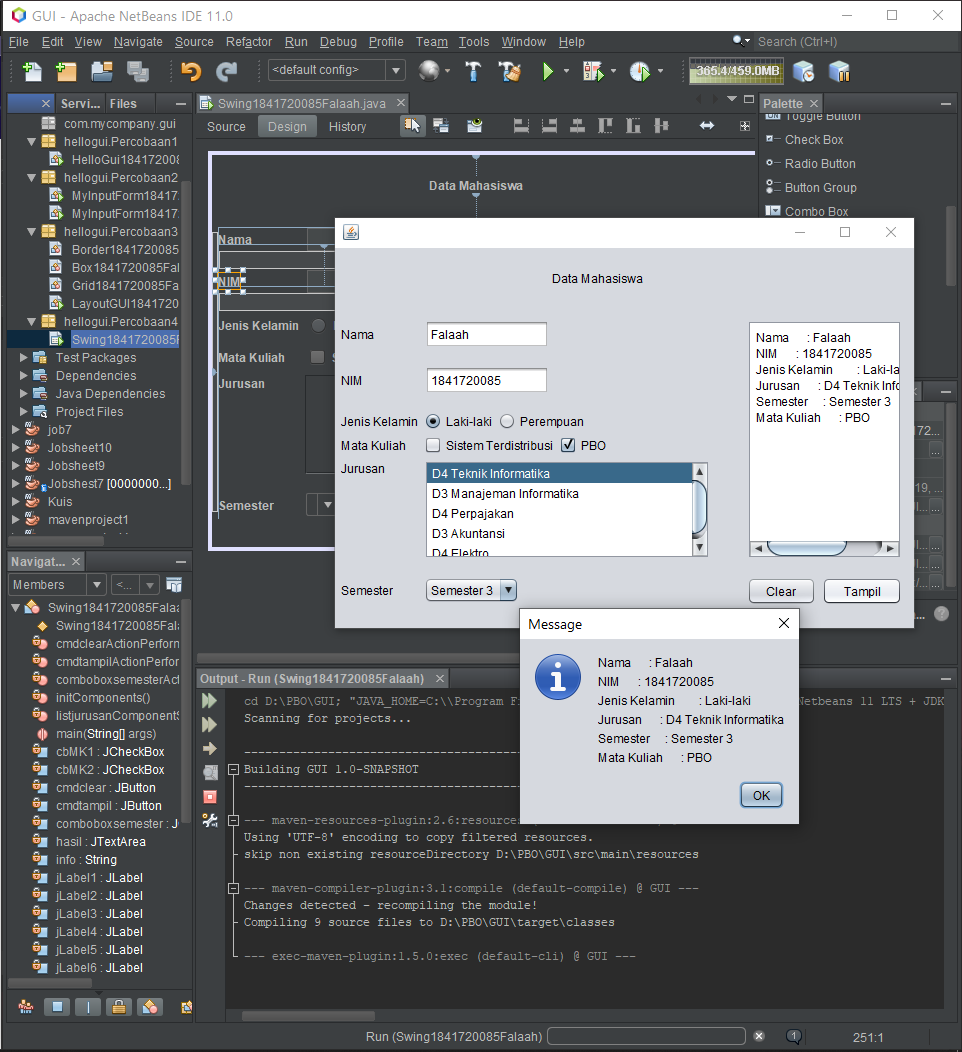 GUI - Apache NetBeans IDE 11.0
File Edit View Navigate Source Refactor Run Debug Profile Team Tools Window Help
Search (Ctrl+I)
<default config>
365.4/459.0MB
Servi... Files
com.mycompany.gui
hellogui.Percobaan1
HelloGui18417200
hellogui.Percobaan2
MyInputForm1841
MyInputForm1841
hellogui.Percobaan3
Border1841720085
Box1841720085Fal
Grid1841720085Fa
LayoutGUI184172
hellogui.Percobaan4
Swing1841720085F
Test Packages
Dependencies
Java Dependencies
Project Files
job7
Jobsheet10
Jobsheet9
Jobshest7 [0000000...]
Kuis
mavenproject1
Swing1841720085Falaah.java
Source Design History
Data Mahasiswa
Nama
NIM
Jenis Kelamin
Mata Kuliah
Jurusan
Semester
Palette
Toggle Button
Check Box
Radio Button
Button Group
Combo Box
Data Mahasiswa
Nama Falaah
NIM 1841720085
Jenis Kelamin Laki-laki Perempuan
Mata Kuliah Sistem Terdistribusi PBO
Jurusan
D4 Teknik Informatika
D3 Manajeman Informatika
D4 Perpajakan
D3 Akuntansi
D4 Elektro
Semester Semester 3
Nama : Falaah
NIM : 1841720085
Jenis Kelamin : Laki-la
Jurusan : D4 Teknik Info
Semester : Semester 3
Mata Kuliah : PBO
Clear Tampil
Message
Nama : Falaah
NIM : 1841720085
Jenis Kelamin : Laki-laki
Jurusan : D4 Teknik Informatika
Semester : Semester 3
Mata Kuliah : PBO
OK
Navigat...
Members <...
Swing1841720085Falaa
Swing1841720085Fala
cmdclearActionPerform
cmdtampilActionPerfor
comboboxsemesterAct
initComponents()
listjurusanComponentS
main(String[] args)
cbMK1 : JCheckBox
cbMK2 : JCheckBox
cmdclear : JButton
cmdtampil : JButton
comboboxsemester : JC
hasil : JTextArea
info : String
jLabel1 : JLabel
jLabel2 : JLabel
jLabel3 : JLabel
jLabel4 : JLabel
jLabel5 : JLabel
jLabel6 : JLabel
Output - Run (Swing1841720085Falaah)
cd D:\PBO\GUI; "JAVA_HOME=C:\\Program F
Netbeans 11 LTS + JDK
Scanning for projects...
------------------------------------------
Building GUI 1.0-SNAPSHOT
------------------------------------------
--- maven-resources-plugin:2.6:resources
Using 'UTF-8' encoding to copy filtered resources.
skip non existing resourceDirectory D:\PBO\GUI\src\main\resources
--- maven-compiler-plugin:3.1:compile (default-compile) @ GUI ---
Changes detected - recompiling the module!
Compiling 9 source files to D:\PBO\GUI\target\classes
--- exec-maven-plugin:1.5.0:exec (default-cli) @ GUI ---
Run (Swing1841720085Falaah)
1
251:1